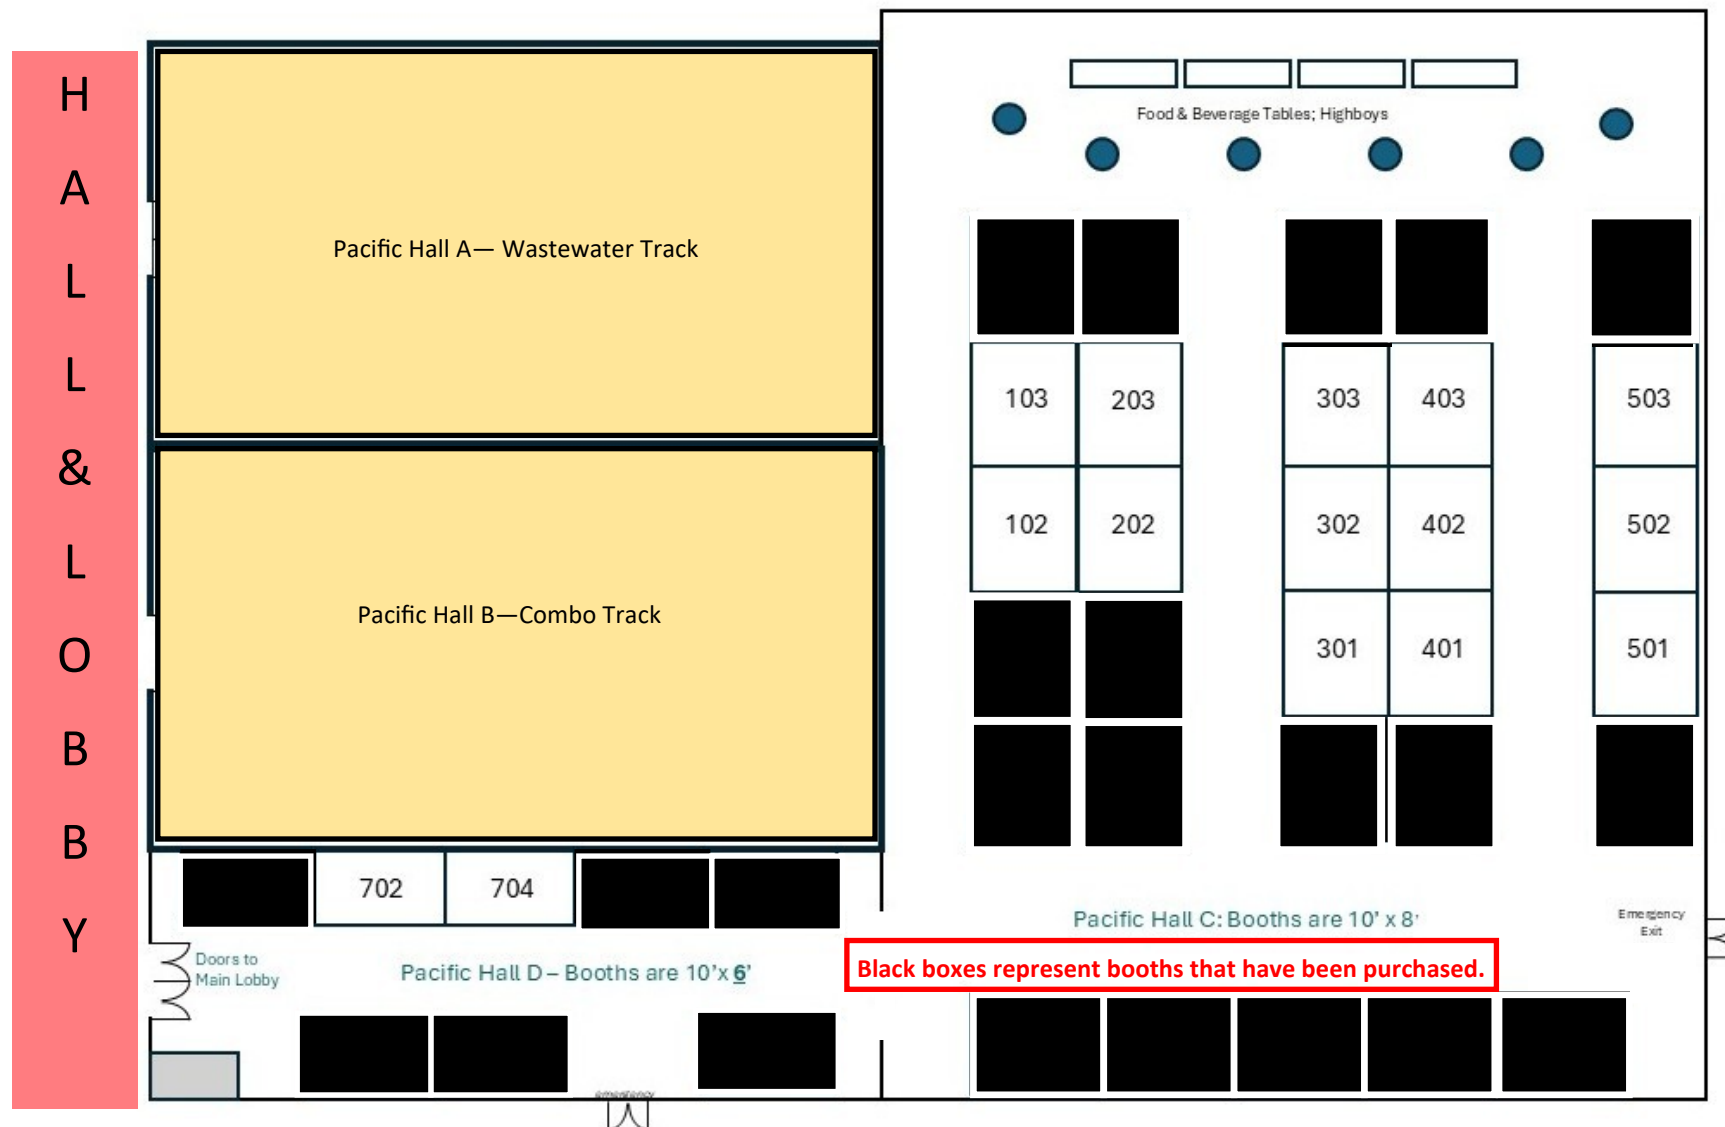 H
A
L
L
&
L
O
B
B
Y
Food & Beverage Tables; Highboys
Pacific Hall A— Wastewater Track
103
203
303
403
503
102
202
302
402
502
Pacific Hall B—Combo Track
301
401
501
702
704
Pacific Hall C: Booths are 10' x 8'
Emergency
Exit
Doors to
Main Lobby
Pacific Hall D – Booths are 10'x 6'
Black boxes represent booths that have been purchased.
emergency